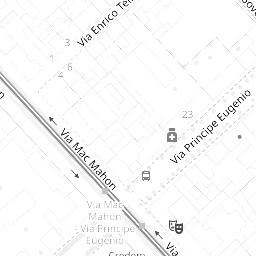 Via Enrico Te
3
1
4
6
23
Via Principe Eugenio
Via Mac Mahon
Via Mac
Mahon
- Via Principe
Eugenio
Via
Credem